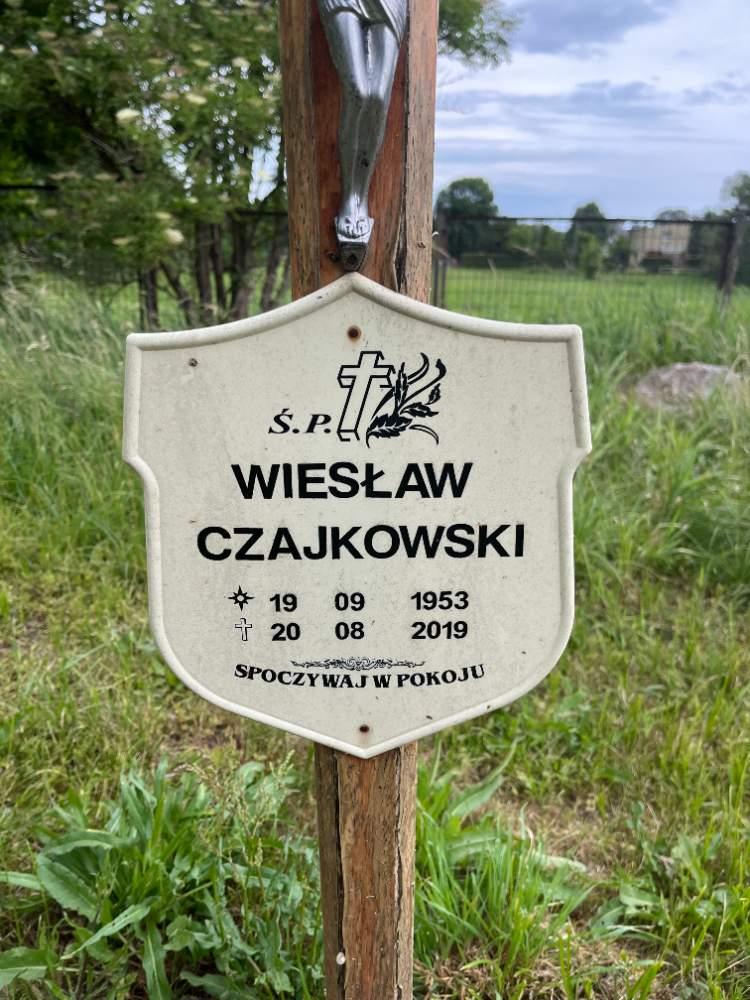 Ś.P.
WIESŁAW
CZAJKOWSKI
19 09 1953
20 08 2019
SPOCZYWAJ W POKOJU